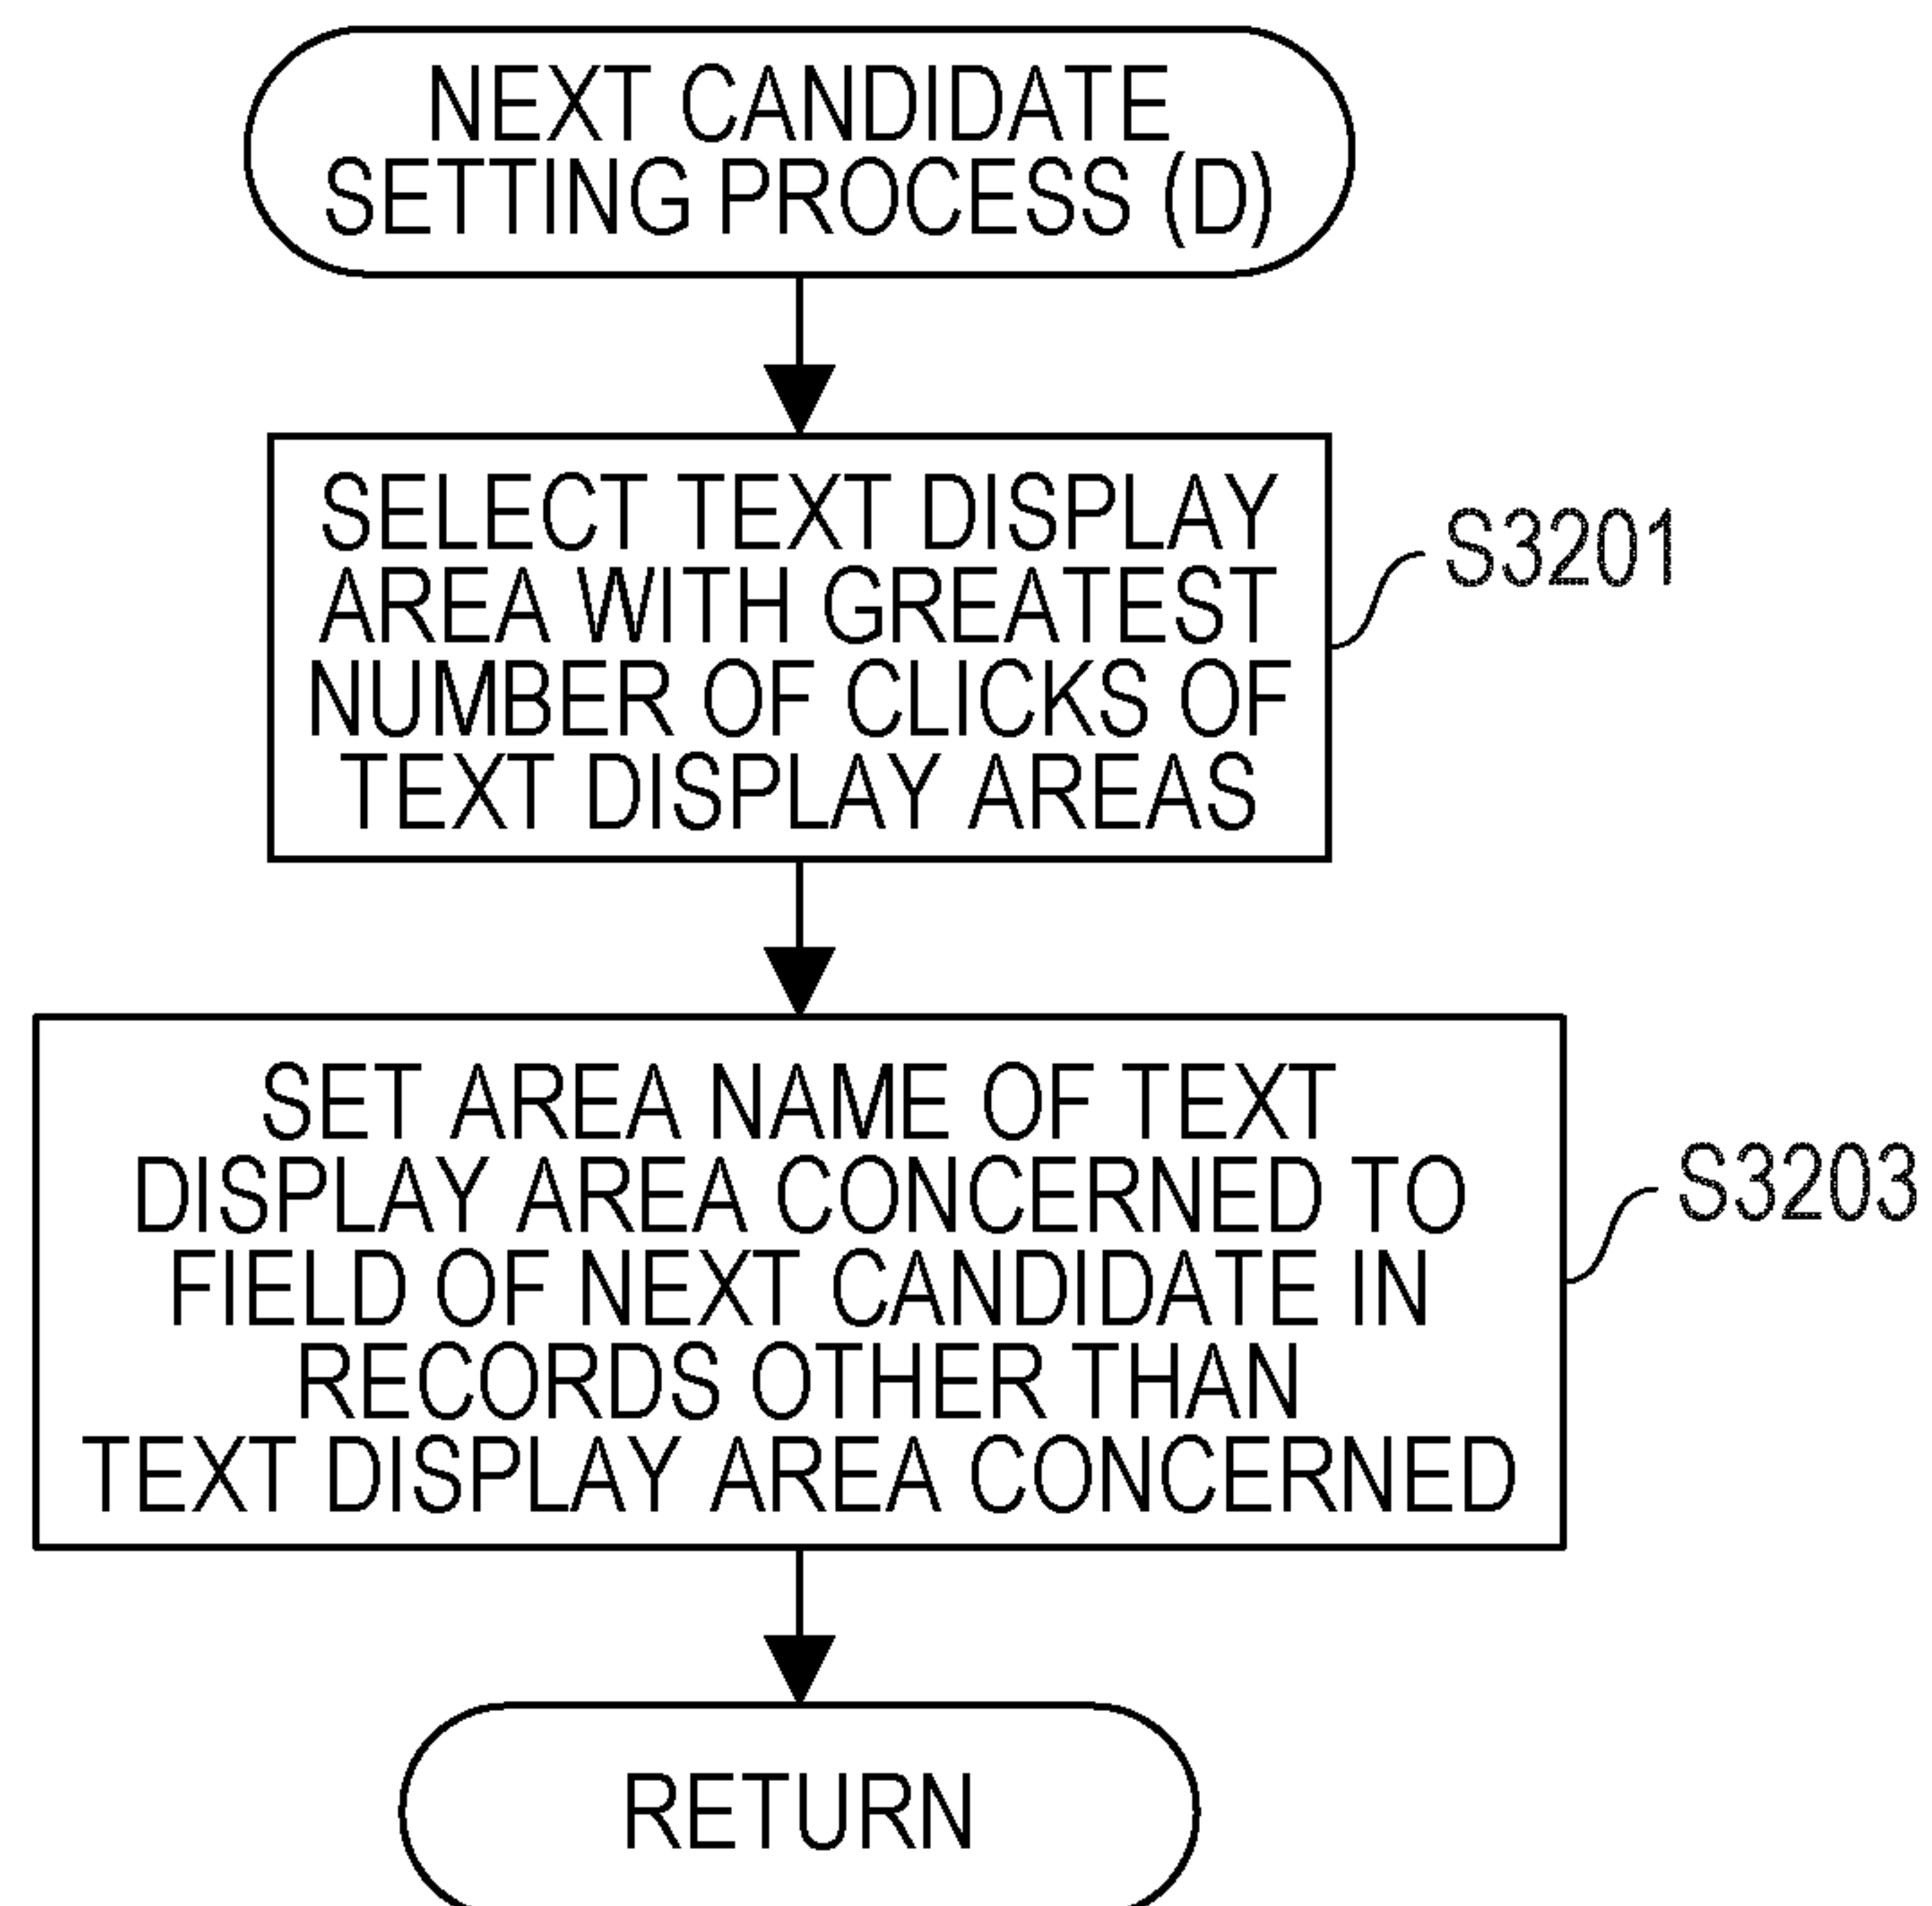 NEXT CANDIDATE
SETTING PROCESS (D)
SELECT TEXT DISPLAY
AREA WITH GREATEST
NUMBER OF CLICKS OF
TEXT DISPLAY AREAS
S3201
SET AREA NAME OF TEXT
DISPLAY AREA CONCERNED TO
FIELD OF NEXT CANDIDATE IN
RECORDS OTHER THAN
TEXT DISPLAY AREA CONCERNED
S3203
RETURN